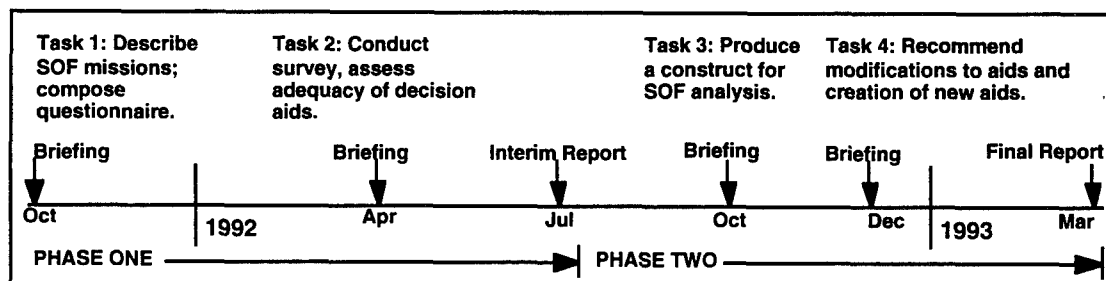 Task 1: Describe
SOF missions;
compose
questionnaire.
Task 2: Conduct
survey, assess
adequacy of decision
aids.
Task 3: Produce
a construct for
SOF analysis.
Task 4: Recommend
modifications to aids and
creation of new aids.
Briefing
Briefing
Interim Report
Briefing
Briefing
Final Report
Oct
1992
Apr
Jul
Oct
Dec
1993
Mar
PHASE ONE
PHASE TWO